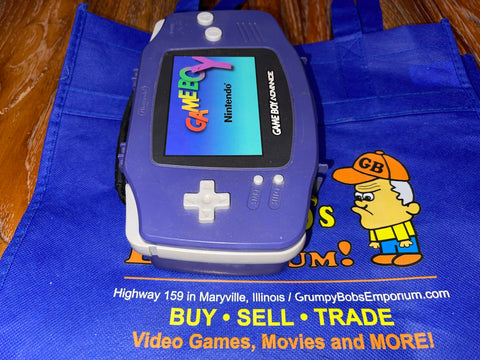 GAME BOY
Nintendo
GAME BOY ADVANCE
GB
'S
UM!
Highway 159 in Maryville, Illinois / GrumpyBobsEmporium.com
BUY • SELL • TRADE
Video Games, Movies and MORE!